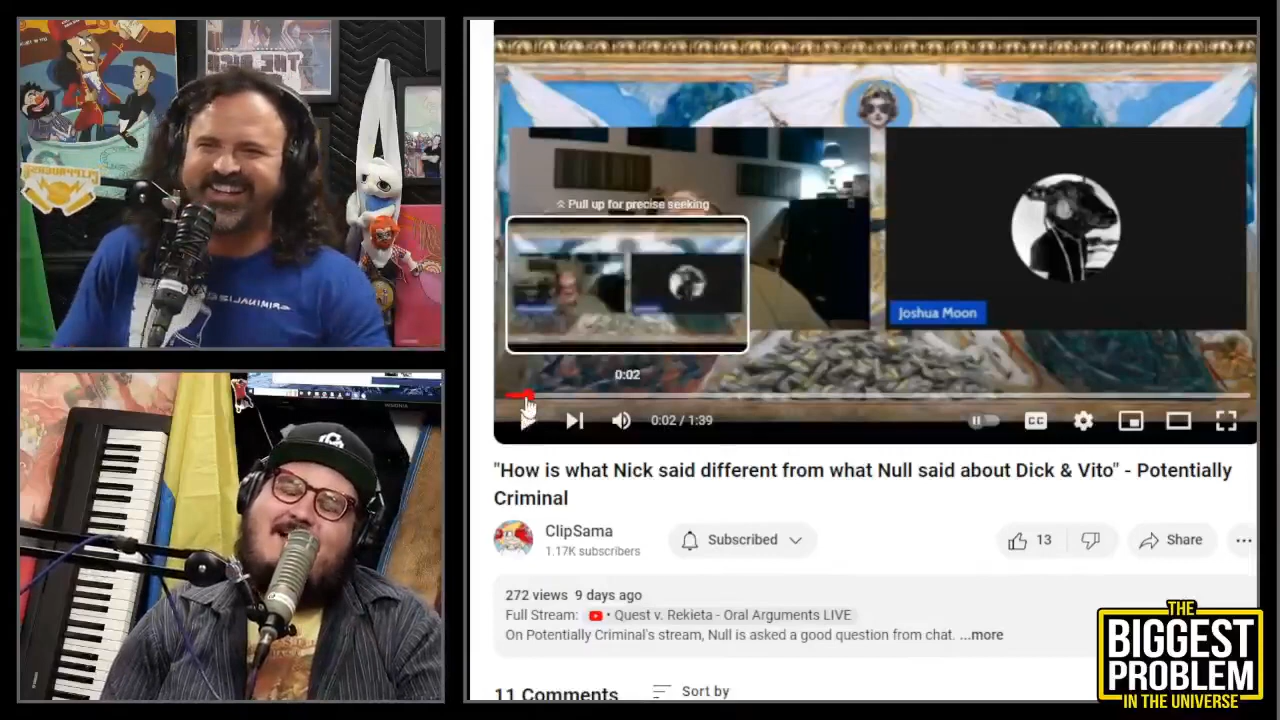 THE DICK
Pull up for precise seeking
Joshua Moon
0:02
0:02 / 1:39
CC
"How is what Nick said different from what Null said about Dick & Vito" - Potentially
Criminal
ClipSama
1.17K subscribers
Subscribed
13
Share
...
272 views 9 days ago
Full Stream: • Quest v. Rekieta - Oral Arguments LIVE
On Potentially Criminal's stream, Null is asked a good question from chat. ...more
11 Comments
Sort by
THE
BIGGEST
PROBLEM
IN THE UNIVERSE